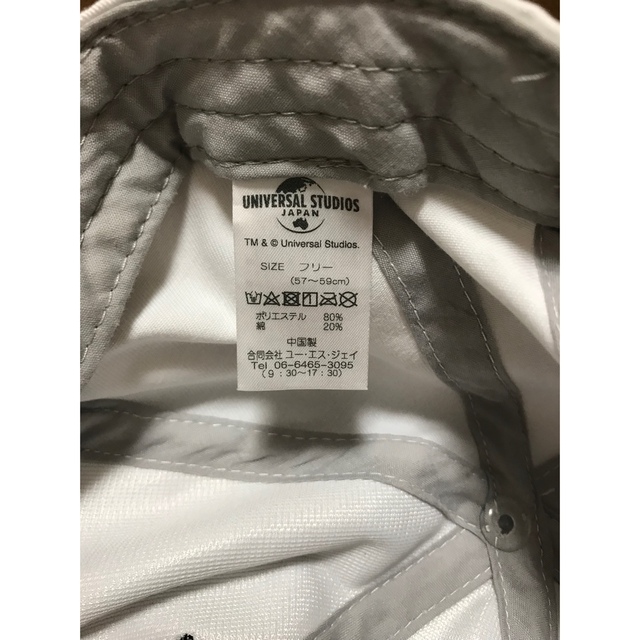 UNIVERSAL STUDIOS
JAPAN
TM & © Universal Studios.
SIZE フリー
(57〜59cm)
ポリエステル 80%
綿 20%
中国製
合同会社 ユー・エス・ジェイ
Tel 06-6465-3095
(9:30〜17:30)